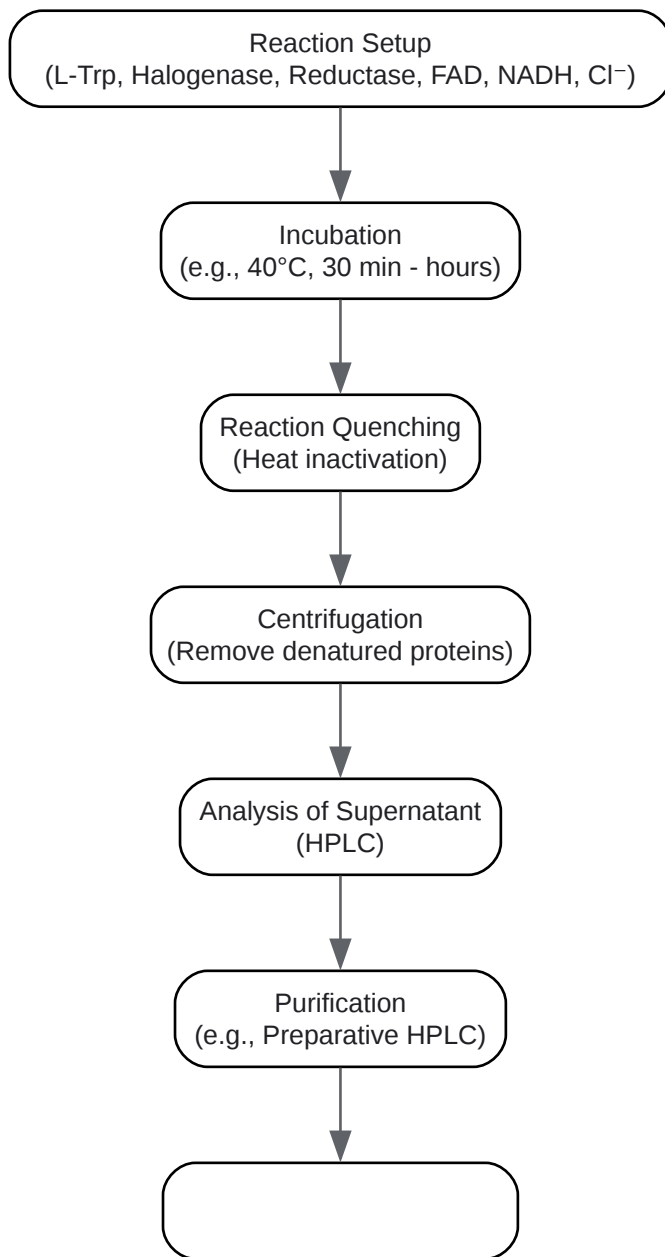 Reaction Setup
(L-Trp, Halogenase, Reductase, FAD, NADH, Cl⁻)
Incubation
(e.g., 40°C, 30 min - hours)
Reaction Quenching
(Heat inactivation)
Centrifugation
(Remove denatured proteins)
Analysis of Supernatant
(HPLC)
Purification
(e.g., Preparative HPLC)